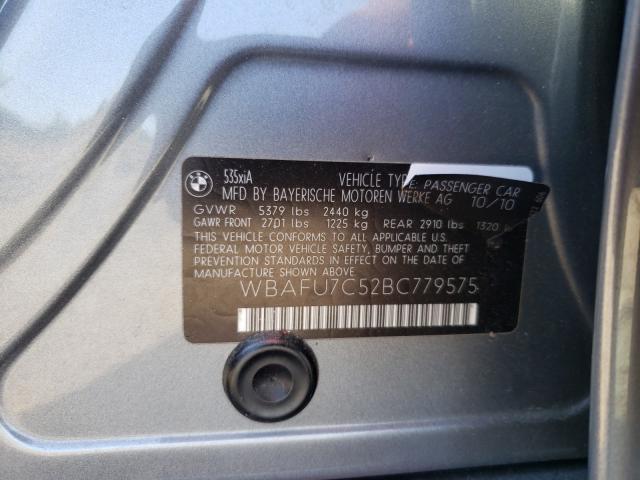 BMW
535xiA
VEHICLE TYPE: PASSENGER CAR
MFD BY BAYERISCHE MOTOREN WERKE AG 10/10
GVWR 5379 lbs 2440 kg
GAWR FRONT 2701 lbs 1225 kg REAR 2910 lbs 1320
THIS VEHICLE CONFORMS TO ALL APPLICABLE U.S.
FEDERAL MOTOR VEHICLE SAFETY, BUMPER AND THEFT
PREVENTION STANDARDS IN EFFECT ON THE DATE OF
MANUFACTURE SHOWN ABOVE.
WBAFU7C52BC779575